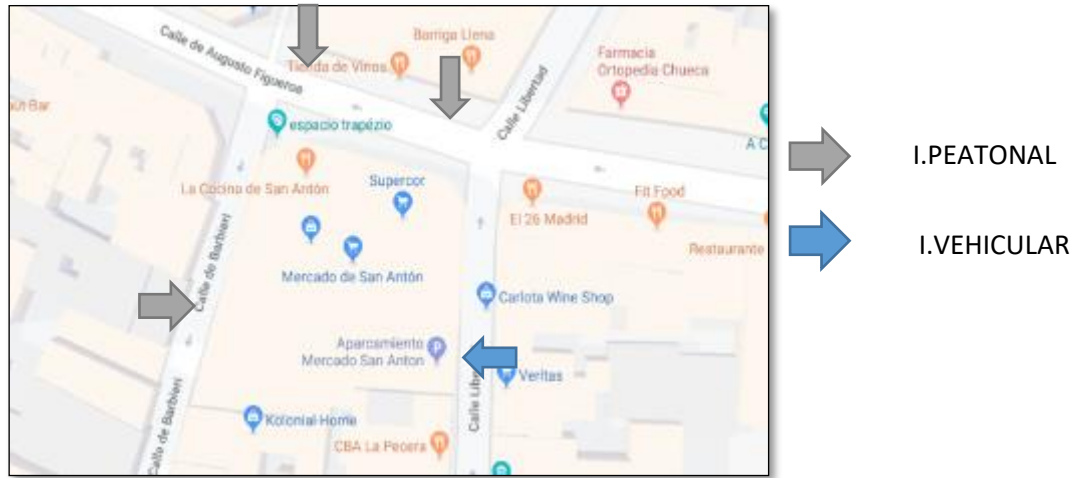 Calle de Augusto Figueroa
Barriga Llena
Tienda de Vinos
Farmacia
Ortopedia Chueca
Calle Libertad
espacio trapézio
La Cocina de San Antón
Supercor
El 26 Madrid
Fit Food
Restaurante
Calle de Barbieri
Mercado de San Antón
Carlota Wine Shop
Aparcamiento
Mercado San Anton
Veritas
Calle de Barbieri
Kolonial Home
CBA La Pecera
I.PEATONAL
I.VEHICULAR